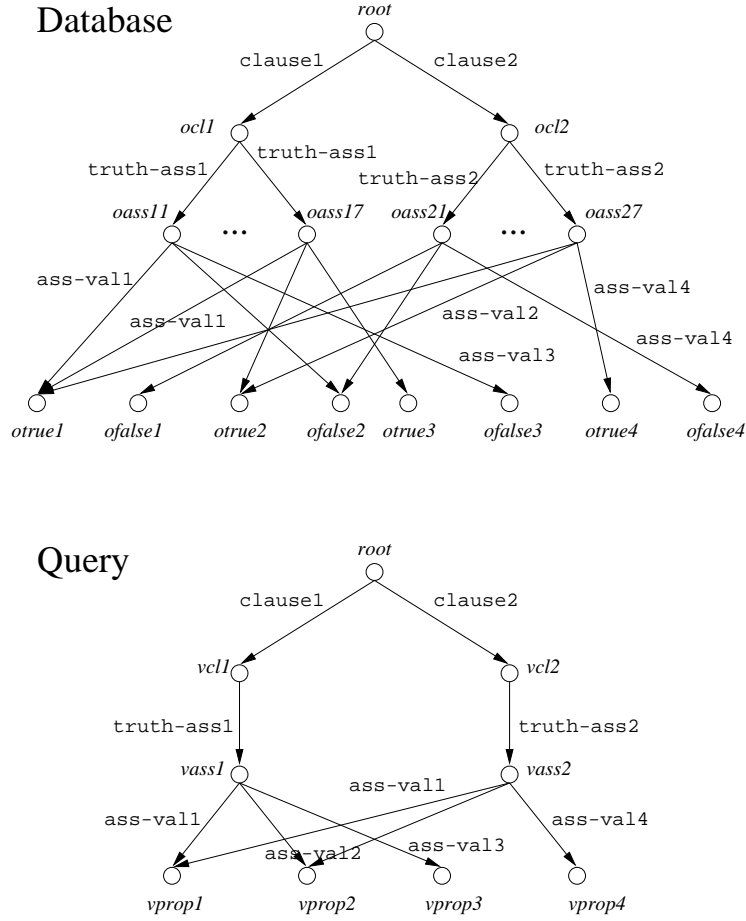 Database
root
clause1 clause2
ocl1 ocl2
truth-ass1 truth-ass1 truth-ass2 truth-ass2
oass11 ... oass17 oass21 ... oass27
ass-val1 ass-val1 ass-val2 ass-val4
ass-val3 ass-val4
otrue1 ofalse1 otrue2 ofalse2 otrue3 ofalse3 otrue4 ofalse4
Query
root
clause1 clause2
vcl1 vcl2
truth-ass1 truth-ass2
vass1 vass2
ass-val1 ass-val1 ass-val4
ass-val2 ass-val3
vprop1 vprop2 vprop3 vprop4